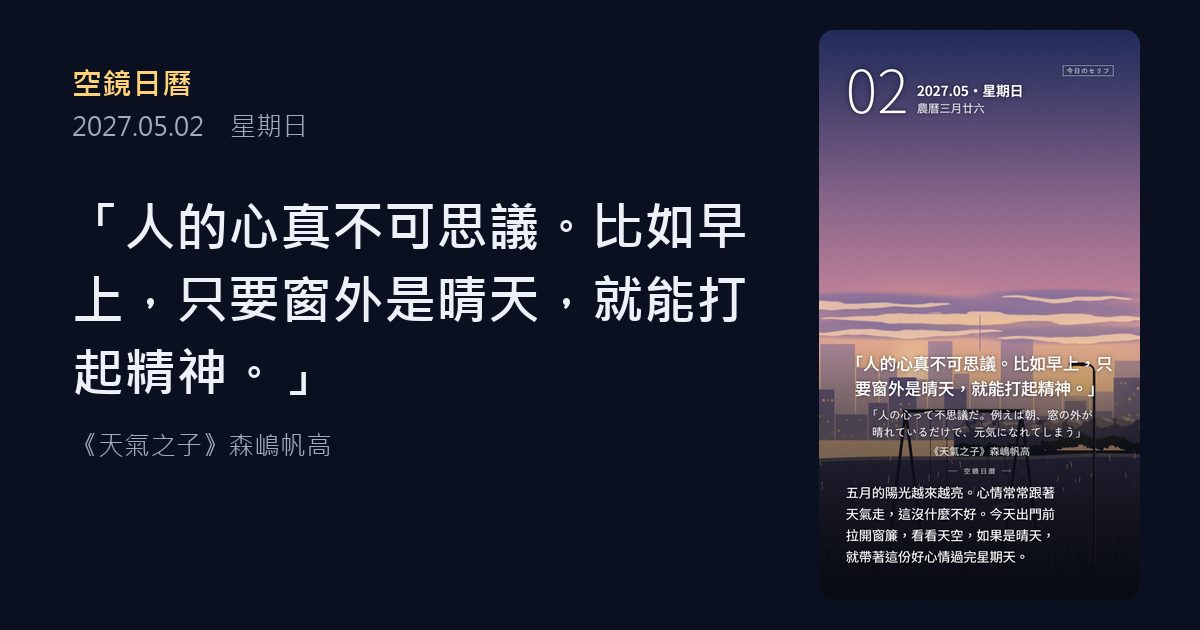 空鏡日曆
2027.05.02 星期日
「人的心真不可思議。比如早
上，只要窗外是晴天，就能打
起精神。」
《天氣之子》森嶋帆高
02
2027.05・星期日
農曆三月廿六
今日のセリフ
「人的心真不可思議。比如早上，只
要窗外是晴天，就能打起精神。」
「人の心って不思議だ。例えば朝、窓の外が
晴れているだけで、元気になれてしまう」
《天氣之子》森嶋帆高
— 空鏡日曆 —
五月的陽光越來越亮。心情常常跟著
天氣走，這沒什麼不好。今天出門前
拉開窗簾，看看天空，如果是晴天，
就帶著這份好心情過完星期天。